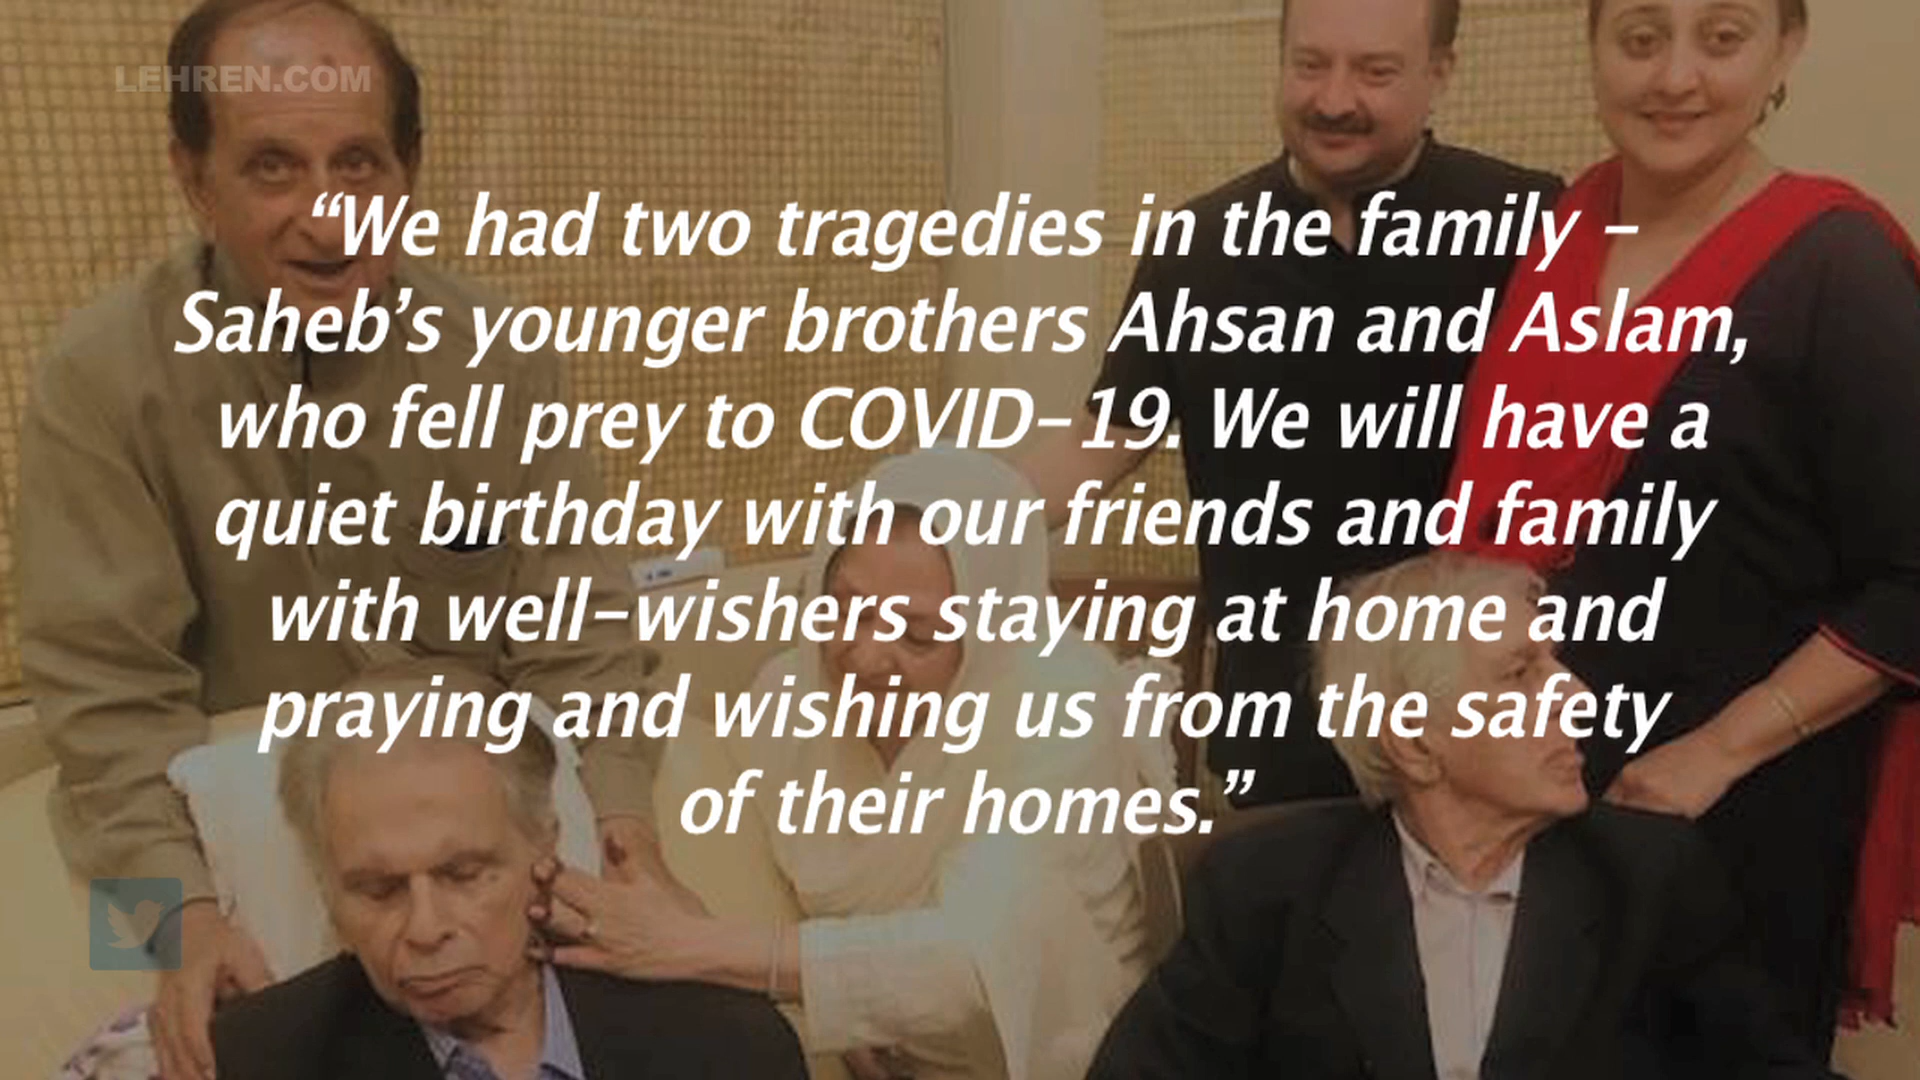 LEHREN.COM
“We had two tragedies in the family –
Saheb’s younger brothers Ahsan and Aslam,
who fell prey to COVID–19. We will have a
quiet birthday with our friends and family
with well–wishers staying at home and
praying and wishing us from the safety
of their homes.”